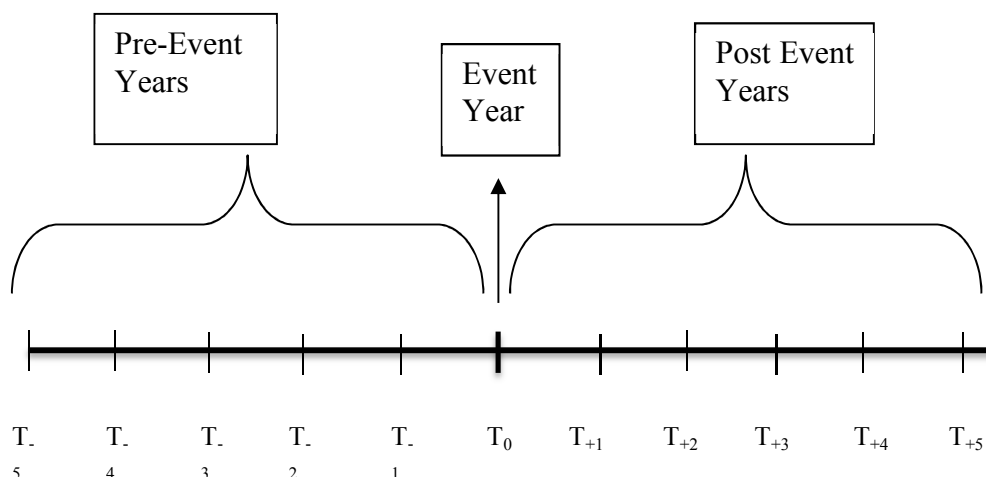 Pre-Event
Years
Event
Year
Post Event
Years
T-
5
T-
4
T-
3
T-
2
T-
1
T0
T+1
T+2
T+3
T+4
T+5